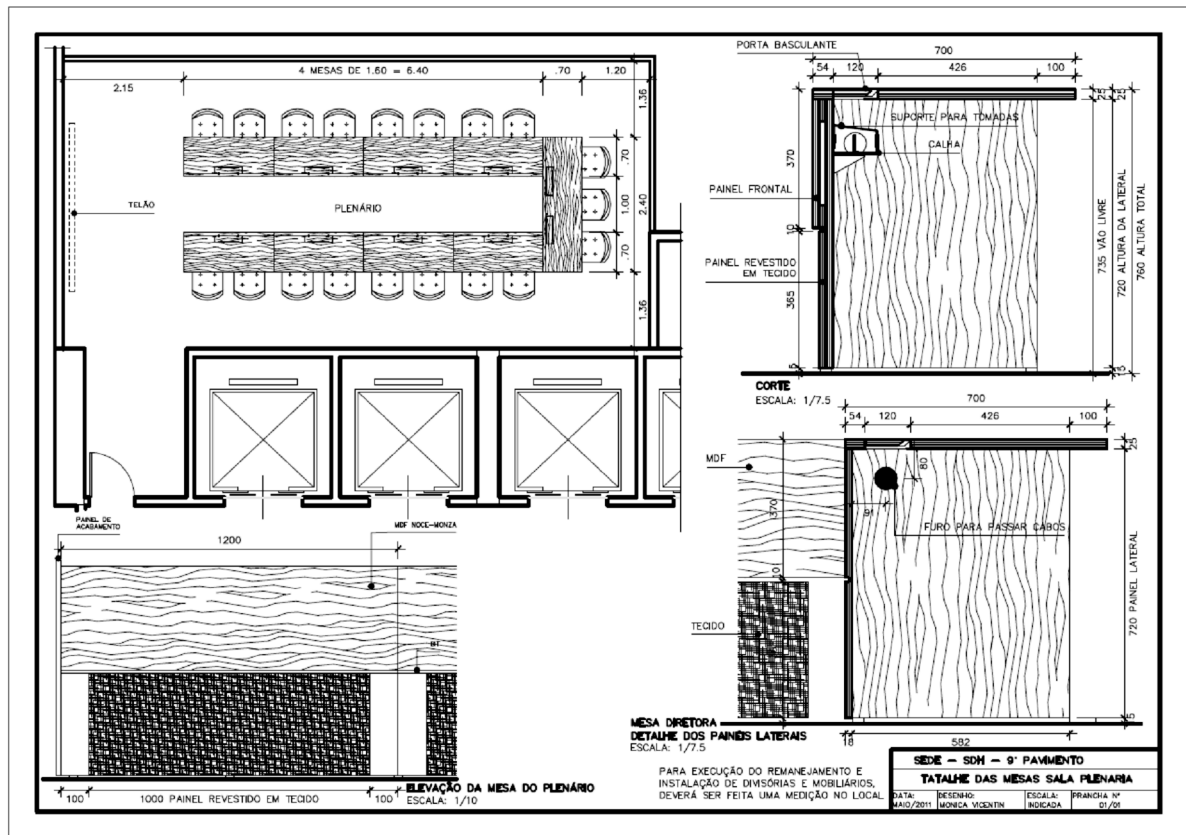 4 MESAS DE 1.60 = 6.40
.70
1.20
2.15
1.36
.70
1.00
2.40
.70
1.36
TELÃO
PLENÁRIO
PORTA BASCULANTE
700
54
120
426
100
25
25
SUPORTE PARA TOMADAS
CALHA
370
PAINEL FRONTAL
10
PAINEL REVESTIDO
EM TECIDO
365
5
735 VÃO LIVRE
720 ALTURA DA LATERAL
760 ALTURA TOTAL
15
CORTE
ESCALA: 1/7.5
700
54
120
426
100
25
MDF
80
370
91
FURO PARA PASSAR CABOS
10
TECIDO
720 PAINEL LATERAL
5
18
582
MESA DIRETORA
DETALHE DOS PAINÉIS LATERAIS
ESCALA: 1/7.5
PAINEL DE
ACABAMENTO
MDF NOCE-MONZA
1200
100
1000 PAINEL REVESTIDO EM TECIDO
100
ELEVAÇÃO DA MESA DO PLENÁRIO
ESCALA: 1/10
PARA EXECUÇÃO DO REMANEJAMENTO E
INSTALAÇÃO DE DIVISÓRIAS E MOBILIÁRIOS,
DEVERÁ SER FEITA UMA MEDIÇÃO NO LOCAL
SEDE - SDH - 9° PAVIMENTO
TATALHE DAS MESAS SALA PLENARIA
DATA:
MAIO/2011
DESENHO:
MONICA VICENTIN
ESCALA:
INDICADA
PRANCHA N°
01/01